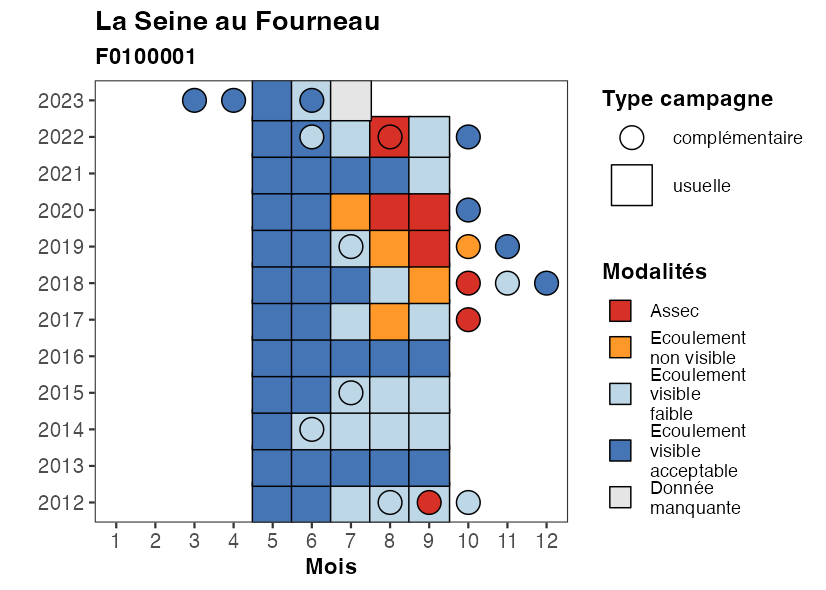 La Seine au Fourneau
F0100001
2023
2022
2021
2020
2019
2018
2017
2016
2015
2014
2013
2012
1 2 3 4 5 6 7 8 9 10 11 12
Mois
Type campagne
complémentaire
usuelle
Modalités
Assec
Ecoulement
non visible
Ecoulement
visible
faible
Ecoulement
visible
acceptable
Donnée
manquante